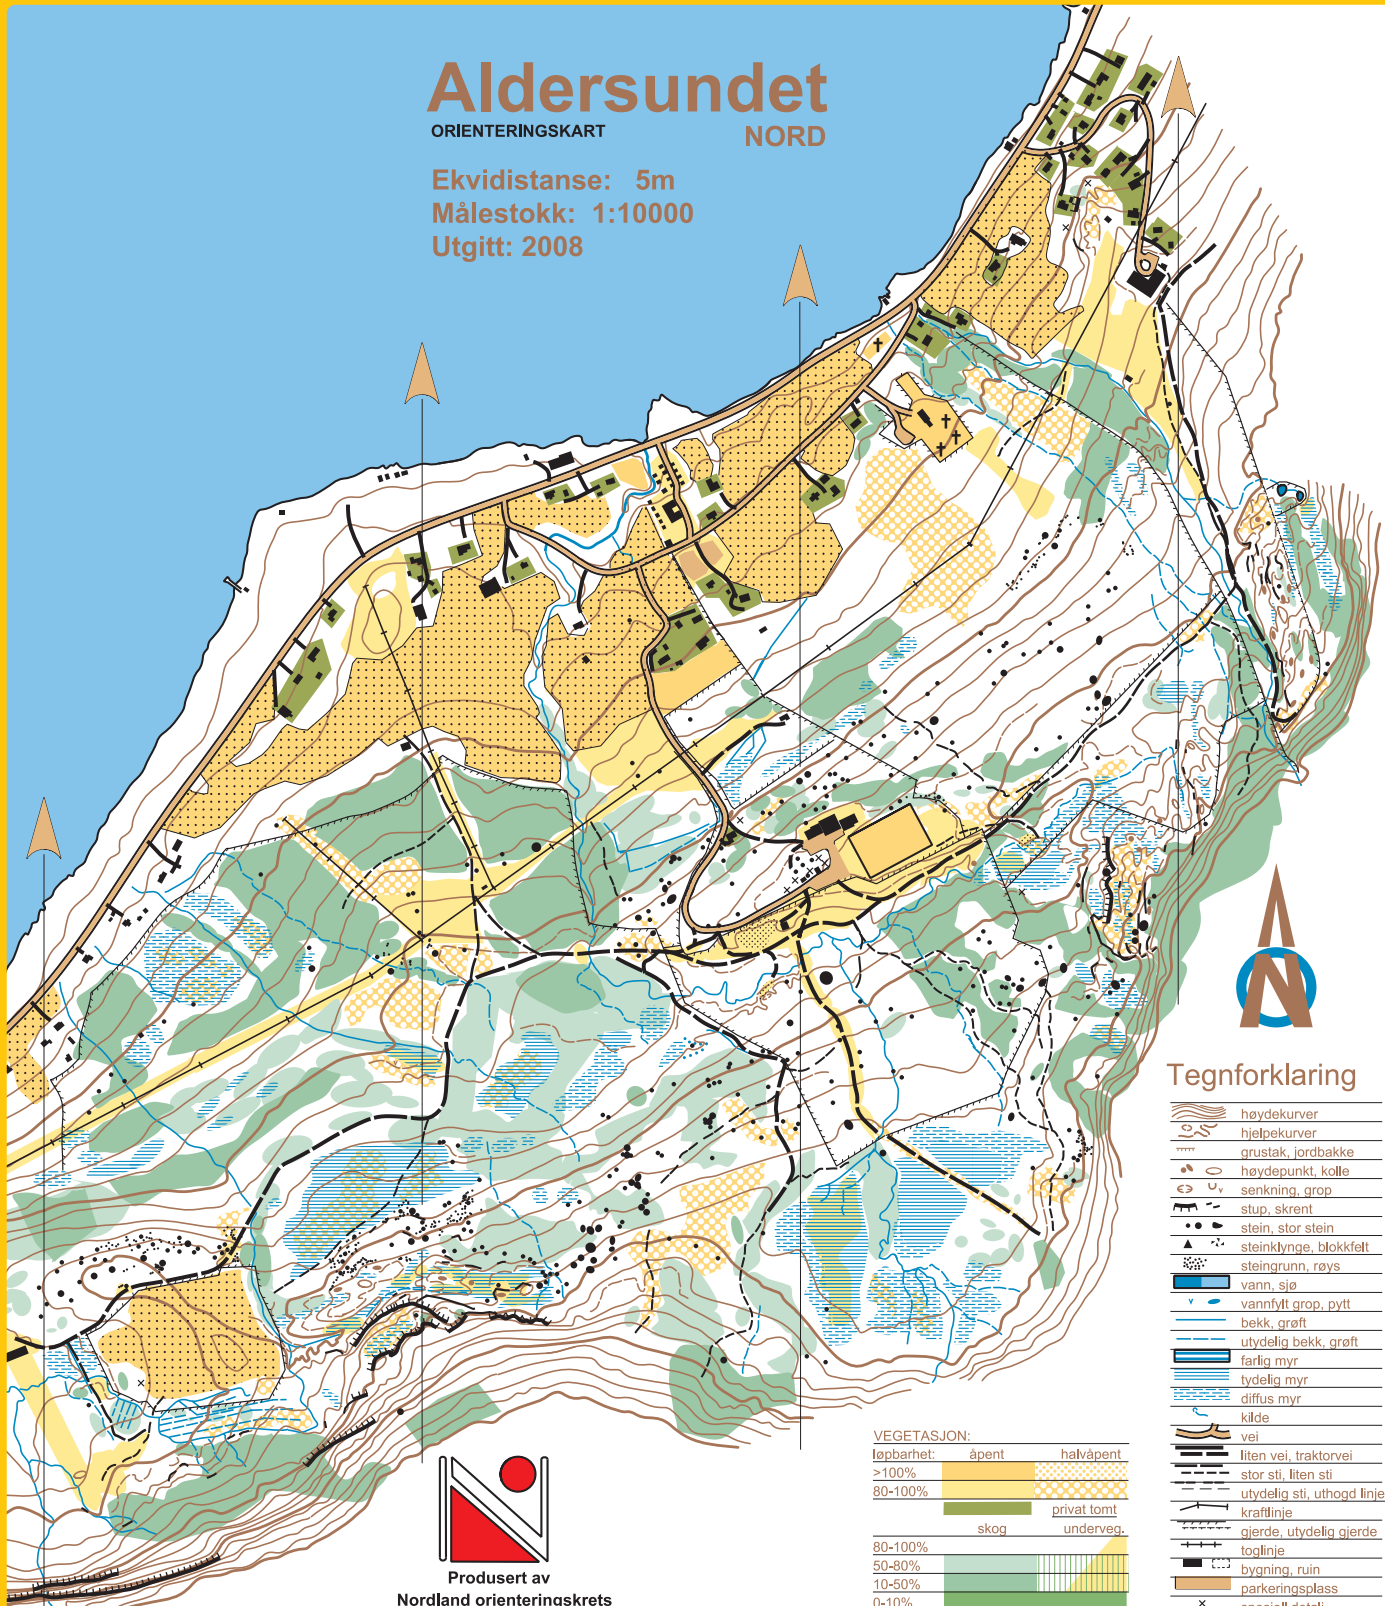 Aldersundet
ORIENTERINGSKART
NORD
Ekvidistanse: 5m
Målestokk: 1:10000
Utgitt: 2008
N
Tegnforklaring
høydekurver
hjelpekurver
grustak, jordbakke
høydepunkt, kolle
senkning, grop
stup, skrent
stein, stor stein
steinklynge, blokkfelt
steingrunn, røys
vann, sjø
vannfylt grop, pytt
bekk, grøft
utydelig bekk, grøft
farlig myr
tydelig myr
diffus myr
kilde
vei
liten vei, traktorvei
stor sti, liten sti
utydelig sti, uthogd linje
kraftlinje
gjerde, utydelig gjerde
toglinje
bygning, ruin
parkeringsplass
spesiell detalj
VEGETASJON:
løpbarhet: åpent halvåpent
>100%
80-100%
privat tomt
skog underveg.
80-100%
50-80%
10-50%
0-10%
Produsert av
Nordland orienteringskrets